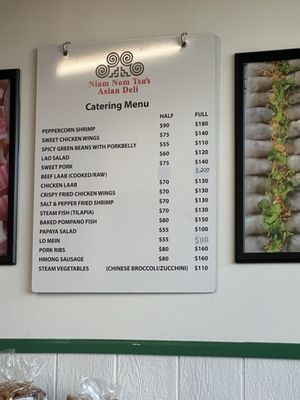 Niam Nom Tsu's
Asian Deli
Catering Menu
HALF FULL
PEPPERCORN SHRIMP $90 $180
SWEET CHICKEN WINGS $75 $140
SPICY GREEN BEANS WITH PORKBELLY $55 $110
LAO SALAD $60 $120
SWEET PORK $75 $140
BEEF LAAB (COOKED/RAW) $200
CHICKEN LAAB $70 $140
CRISPY FRIED CHICKEN WINGS $70 $130
SALT & PEPPER FRIED SHRIMP $70 $130
STEAM FISH (TILAPIA) $70 $130
BAKED POMPANO FISH $80 $150
PAPAYA SALAD $55 $100
LO MEIN $55 $110
PORK RIBS $80 $160
HMONG SAUSAGE $80 $160
STEAM VEGETABLES (CHINESE BROCCOLI/ZUCCHINI) $110